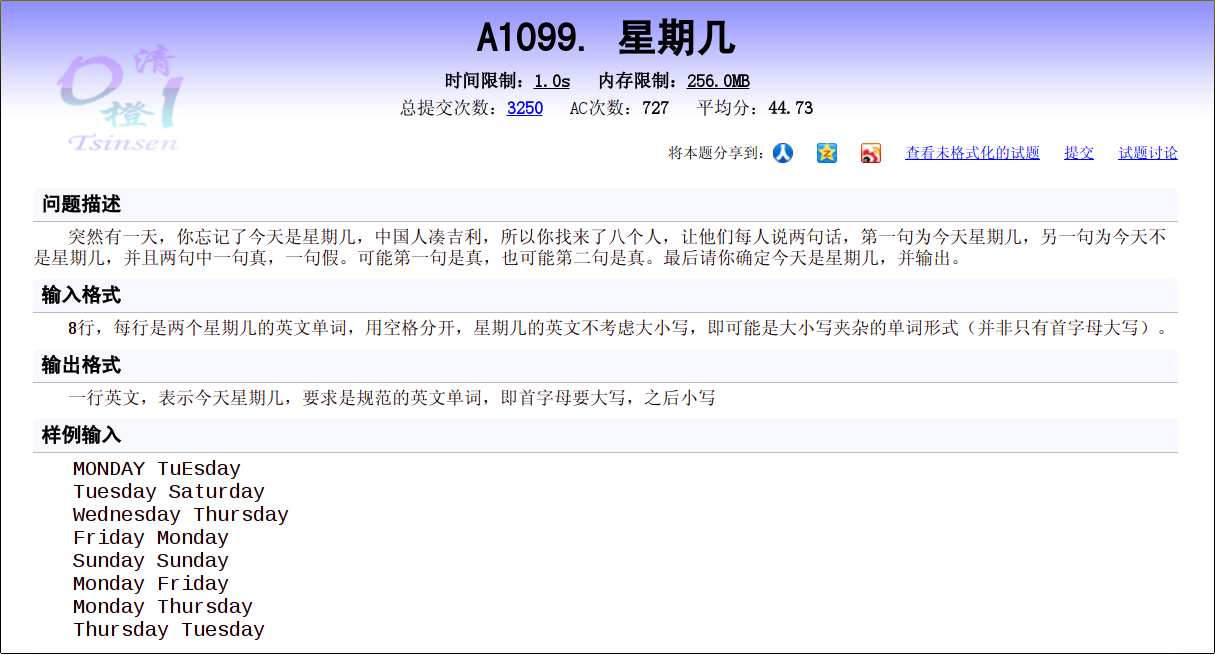 A1099. 星期几
清橙
Tsinsen
时间限制：1.0s 内存限制：256.0MB
总提交次数：3250 AC次数：727 平均分：44.73
将本题分享到： 查看未格式化的试题 提交 试题讨论
问题描述
突然有一天，你忘记了今天是星期几，中国人凑吉利，所以你找来了八个人，让他们每人说两句话，第一句为今天星期几，另一句为今天不
是星期几，并且两句中一句真，一句假。可能第一句是真，也可能第二句是真。最后请你确定今天是星期几，并输出。
输入格式
8行，每行是两个星期几的英文单词，用空格分开，星期几的英文不考虑大小写，即可能是大小写夹杂的单词形式（并非只有首字母大写）。
输出格式
一行英文，表示今天星期几，要求是规范的英文单词，即首字母要大写，之后小写
样例输入
MONDAY TuEsday
Tuesday Saturday
Wednesday Thursday
Friday Monday
Sunday Sunday
Monday Friday
Monday Thursday
Thursday Tuesday